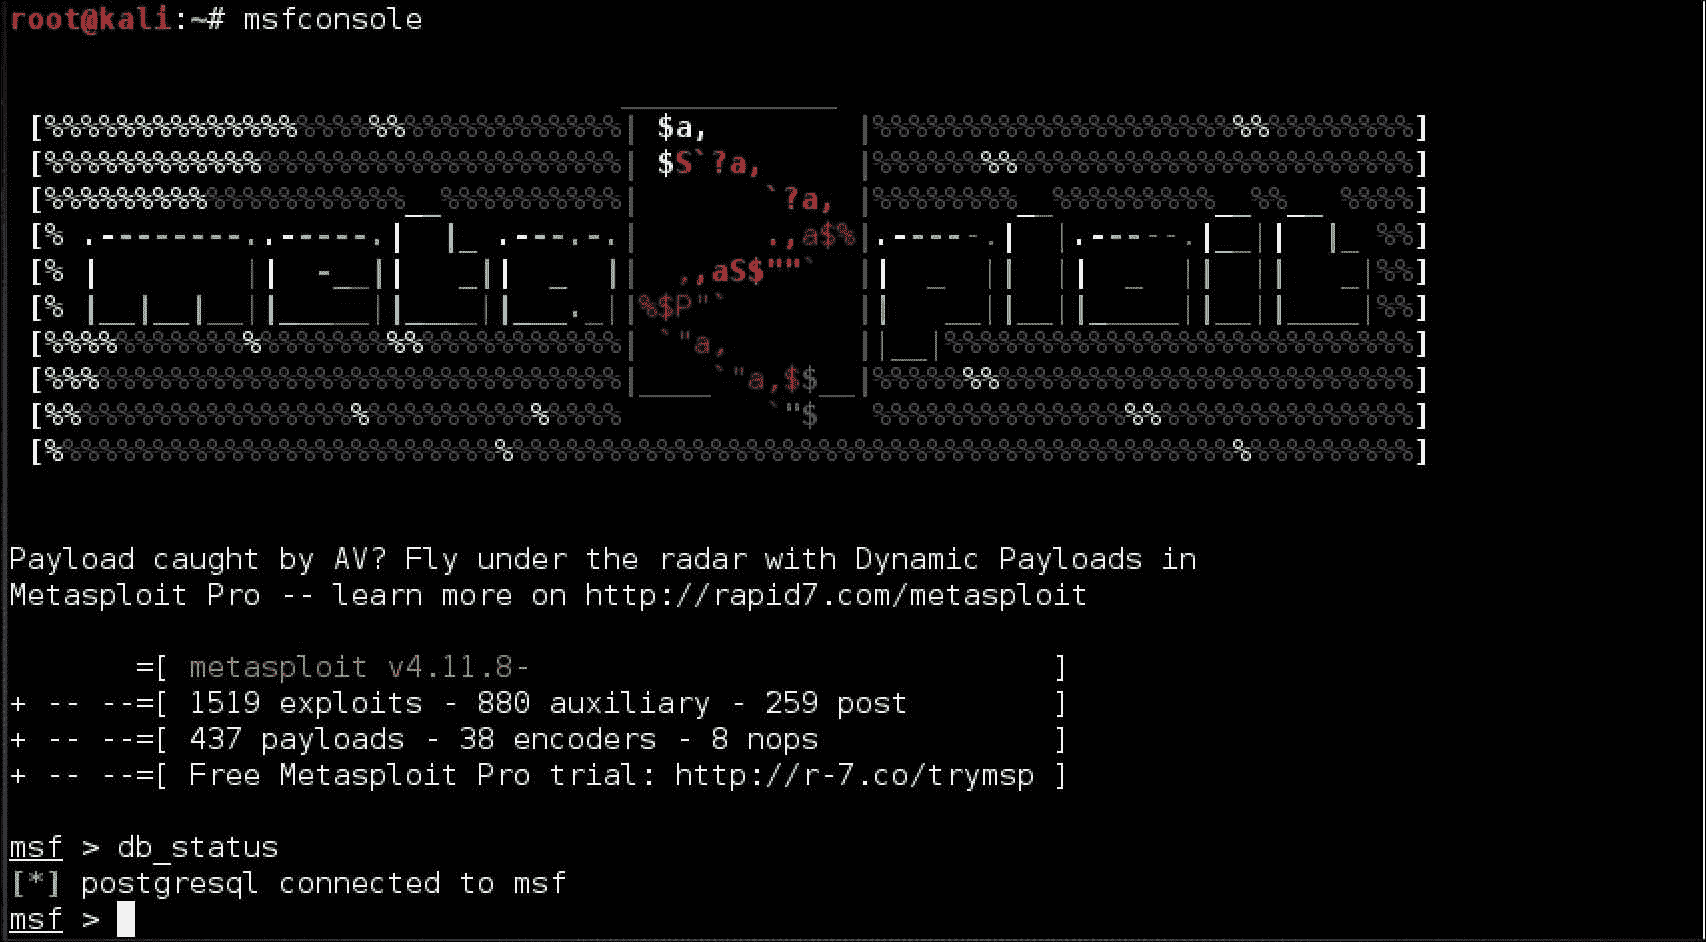 root@kali:~# msfconsole
metasploit
Payload caught by AV? Fly under the radar with Dynamic Payloads in
Metasploit Pro -- learn more on http://rapid7.com/metasploit
=[ metasploit v4.11.8- ]
+ -- --=[ 1519 exploits - 880 auxiliary - 259 post ]
+ -- --=[ 437 payloads - 38 encoders - 8 nops ]
+ -- --=[ Free Metasploit Pro trial: http://r-7.co/trymsp ]
msf > db_status
[*] postgresql connected to msf
msf >